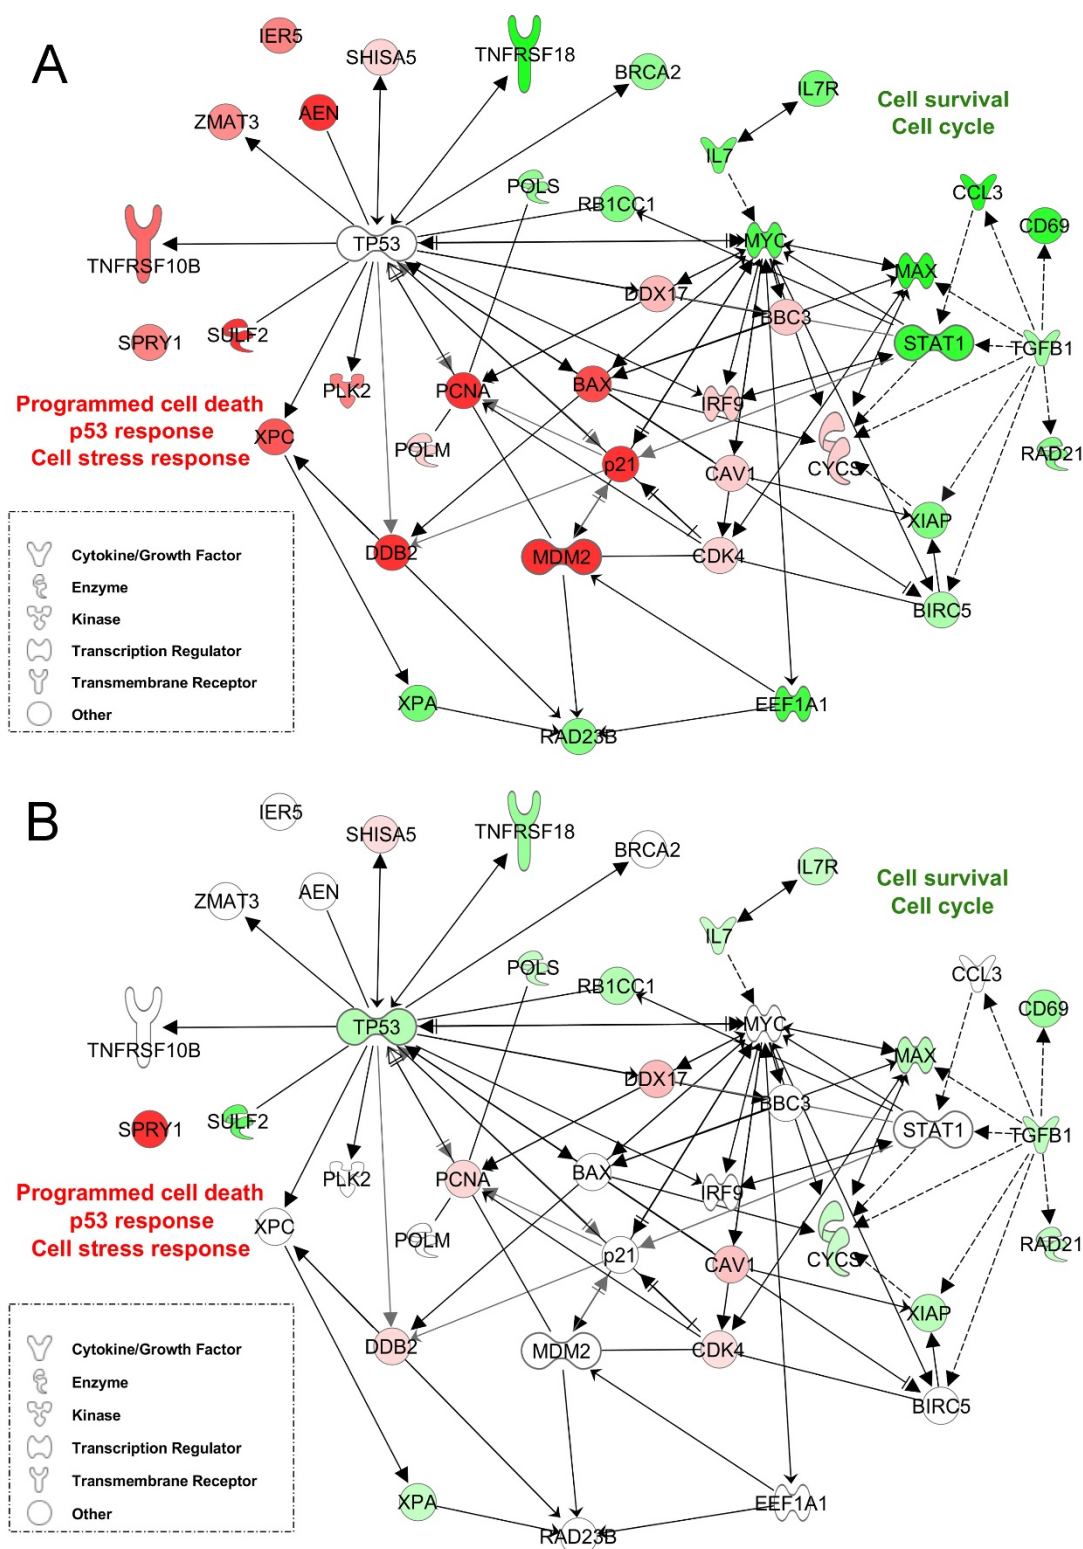 A
IER5
SHISA5
TNFRSF18
BRCA2
IL7R
Cell survival
Cell cycle
ZMAT3
AEN
IL7
POLS
RB1CC1
CCL3
CD69
TNFRSF10B
TP53
MYC
MAX
DDX17
BBC3
STAT1
TGFB1
SPRY1
SULF2
PLK2
PCNA
BAX
IRF9
Programmed cell death
p53 response
Cell stress response
XPC
POLM
p21
CAV1
CYCS
RAD21
XIAP
DDB2
MDM2
CDK4
BIRC5
Cytokine/Growth Factor
Enzyme
Kinase
Transcription Regulator
Transmembrane Receptor
Other
XPA
RAD23B
EEF1A1
B
IER5
SHISA5
TNFRSF18
BRCA2
IL7R
Cell survival
Cell cycle
ZMAT3
AEN
IL7
POLS
RB1CC1
CCL3
CD69
TNFRSF10B
TP53
MYC
MAX
DDX17
BBC3
STAT1
TGFB1
SPRY1
SULF2
PLK2
PCNA
BAX
IRF9
Programmed cell death
p53 response
Cell stress response
XPC
POLM
p21
CAV1
CYCS
RAD21
XIAP
DDB2
MDM2
CDK4
BIRC5
Cytokine/Growth Factor
Enzyme
Kinase
Transcription Regulator
Transmembrane Receptor
Other
XPA
RAD23B
EEF1A1